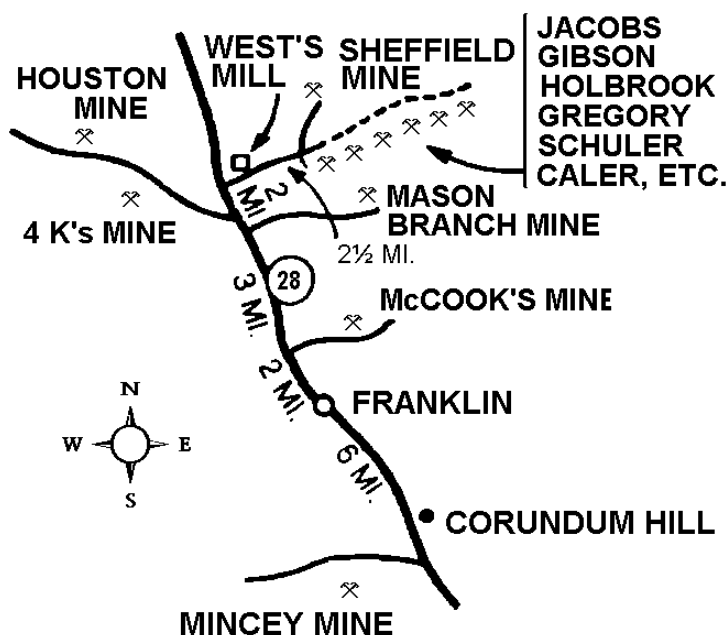 WEST'S
MILL
SHEFFIELD
MINE
JACOBS
GIBSON
HOLBROOK
GREGORY
SCHULER
CALER, ETC.
HOUSTON
MINE
2
MI.
MASON
BRANCH MINE
4 K's MINE
2½ MI.
28
3 MI.
McCOOK'S MINE
2 MI.
FRANKLIN
N
W
E
S
6 MI.
CORUNDUM HILL
MINCEY MINE